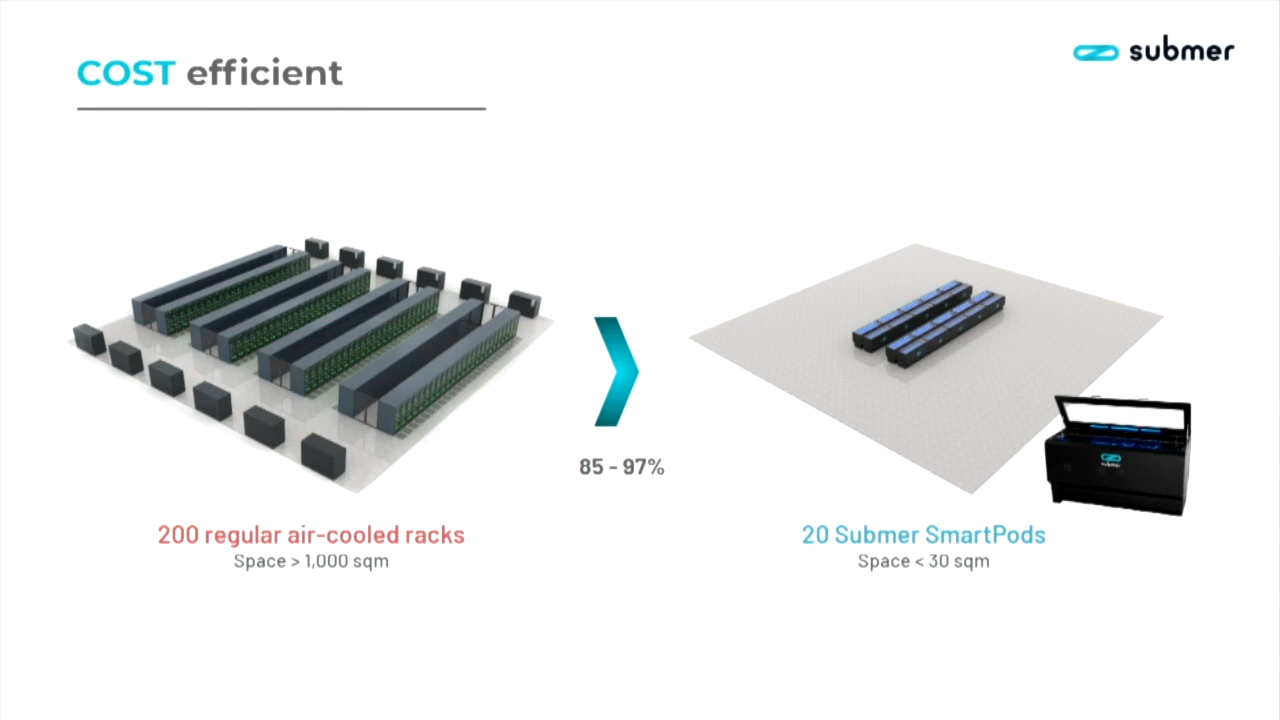 COST efficient
submer
85 - 97%
submer
200 regular air-cooled racks
Space > 1,000 sqm
20 Submer SmartPods
Space < 30 sqm